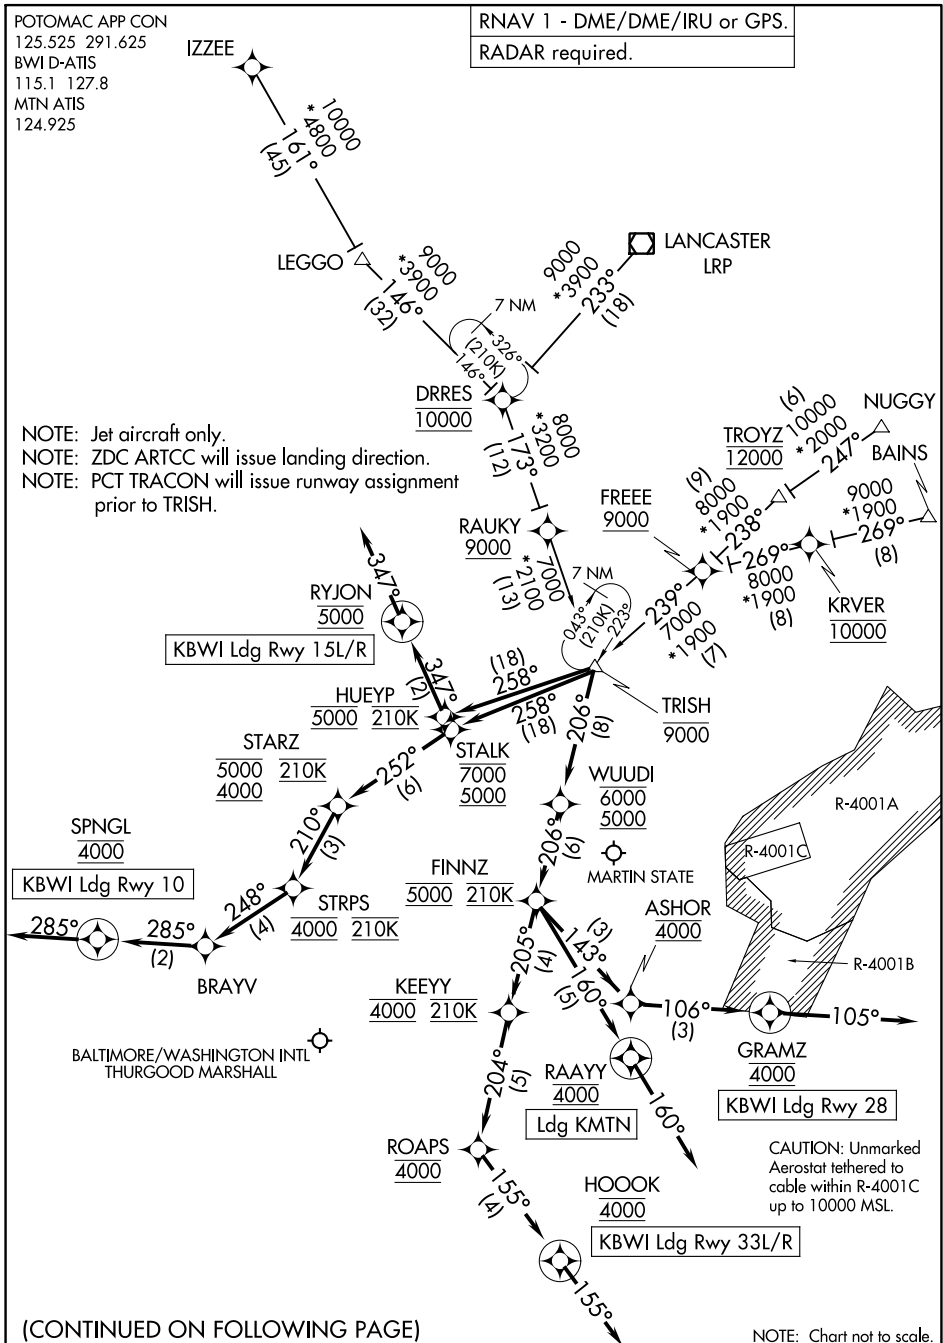 POTOMAC APP CON
125.525 291.625
BWI D-ATIS
115.1 127.8
MTN ATIS
124.925
RNAV 1 - DME/DME/IRU or GPS.
RADAR required.
IZZEE
10000
*4800
161°
(45)
LEGGO
9000
*3900
146°
(32)
LANCASTER
LRP
9000
*3900
233°
(18)
7 NM
326°
(210K)
146°
DRRES
10000
8000
*3200
173°
(12)
NOTE: Jet aircraft only.
NOTE: ZDC ARTCC will issue landing direction.
NOTE: PCT TRACON will issue runway assignment
prior to TRISH.
NUGGY
(6)
10000
*2000
247°
TROYZ
12000
BAINS
9000
*1900
269°
(8)
(9)
8000
*1900
238°
FREEE
9000
269°
8000
*1900
(8)
KRVER
10000
RAUKY
9000
7000
*2100
(13)
7 NM
043°
(210K)
223°
239°
7000
*1900
(7)
TRISH
9000
347°
RYJON
5000
KBWI Ldg Rwy 15L/R
347°
(2)
(18)
258°
258°
(18)
HUEYP
5000 210K
STALK
7000
5000
206°
(8)
STARZ
5000 210K
4000
252°
(6)
WUUDI
6000
5000
R-4001A
R-4001C
R-4001B
SPNGL
4000
KBWI Ldg Rwy 10
210°
(3)
206°
(6)
MARTIN STATE
FINNZ
5000 210K
STRPS
4000 210K
248°
(4)
285°
285°
(2)
BRAYV
ASHOR
4000
(3)
143°
205°
(4)
160°
(5)
KEEYY
4000 210K
106°
(3)
105°
GRAMZ
4000
KBWI Ldg Rwy 28
BALTIMORE/WASHINGTON INTL
THURGOOD MARSHALL
RAAYY
4000
Ldg KMTN
160°
204°
(5)
ROAPS
4000
CAUTION: Unmarked
Aerostat tethered to
cable within R-4001C
up to 10000 MSL.
155°
(4)
HOOOK
4000
KBWI Ldg Rwy 33L/R
155°
(CONTINUED ON FOLLOWING PAGE)
NOTE: Chart not to scale.